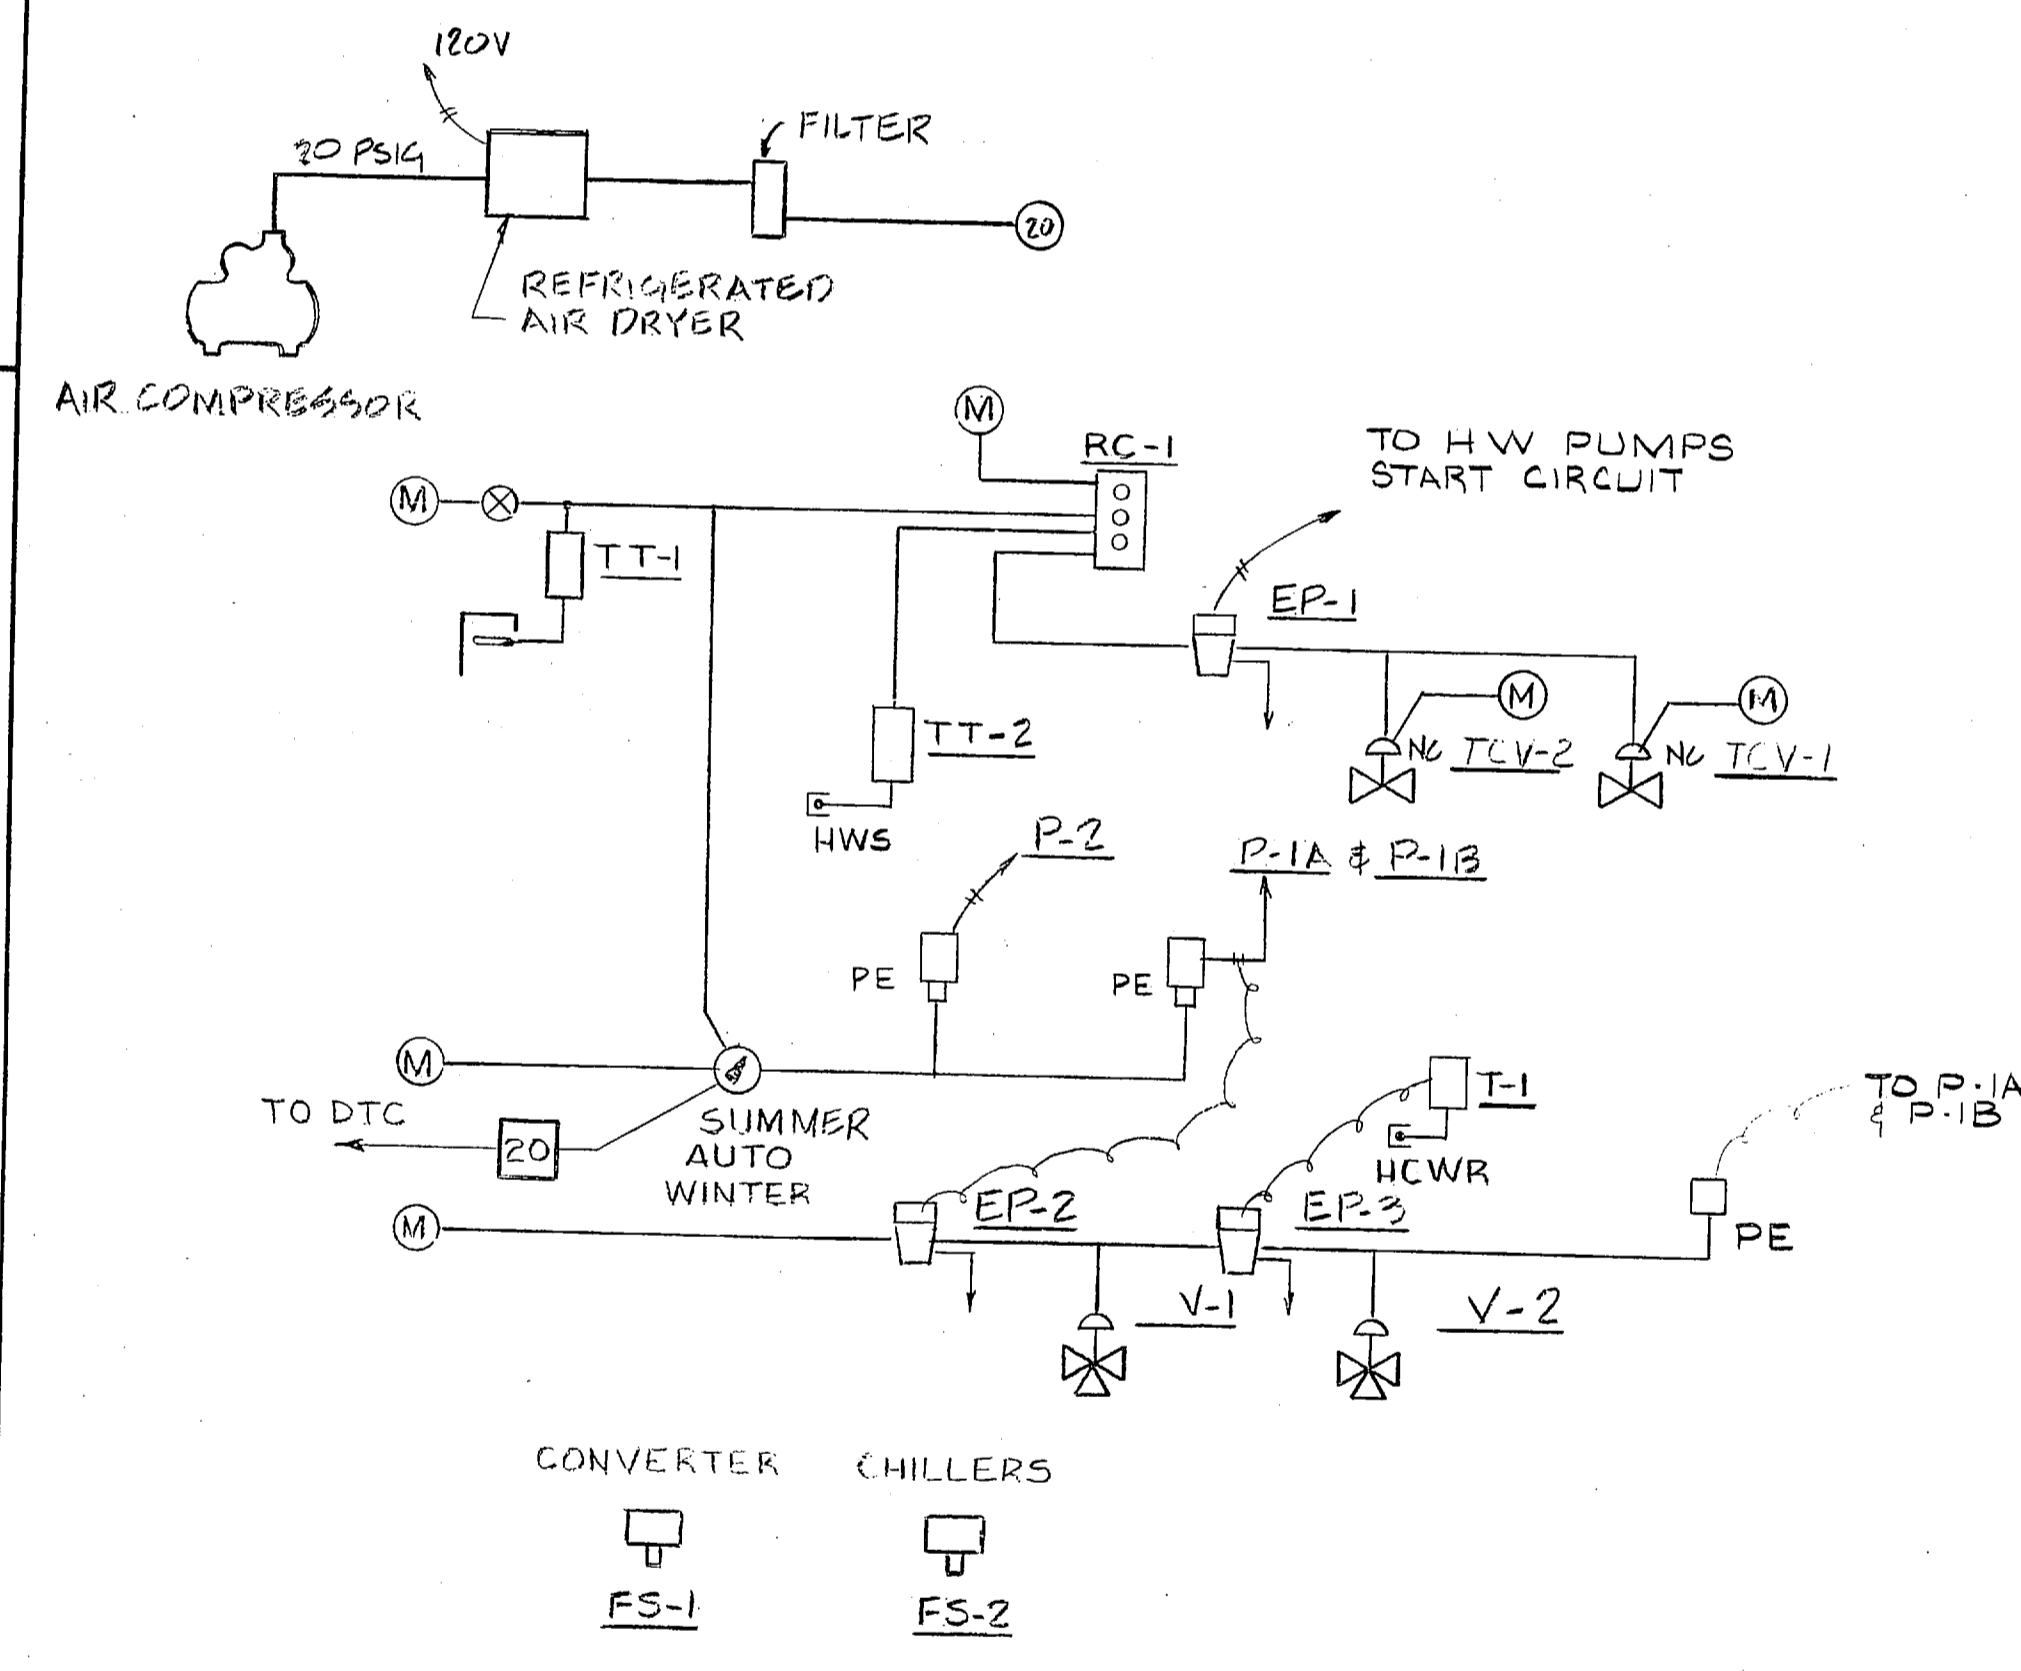 120V
20 PSIG
FILTER
20
REFRIGERATED
AIR DRYER
AIR COMPRESSOR
M
RC-1
TO HW PUMPS
START CIRCUIT
M
TT-1
EP-1
M
M
TT-2
NC TCV-2
NC TCV-1
HWS
P-2
P-1A & P-1B
PE
PE
M
T-1
TO P-1A
& P-1B
TO DTC
20
SUMMER
AUTO
WINTER
HCWR
M
EP-2
EP-3
PE
V-1
V-2
CONVERTER
CHILLERS
FS-1
FS-2